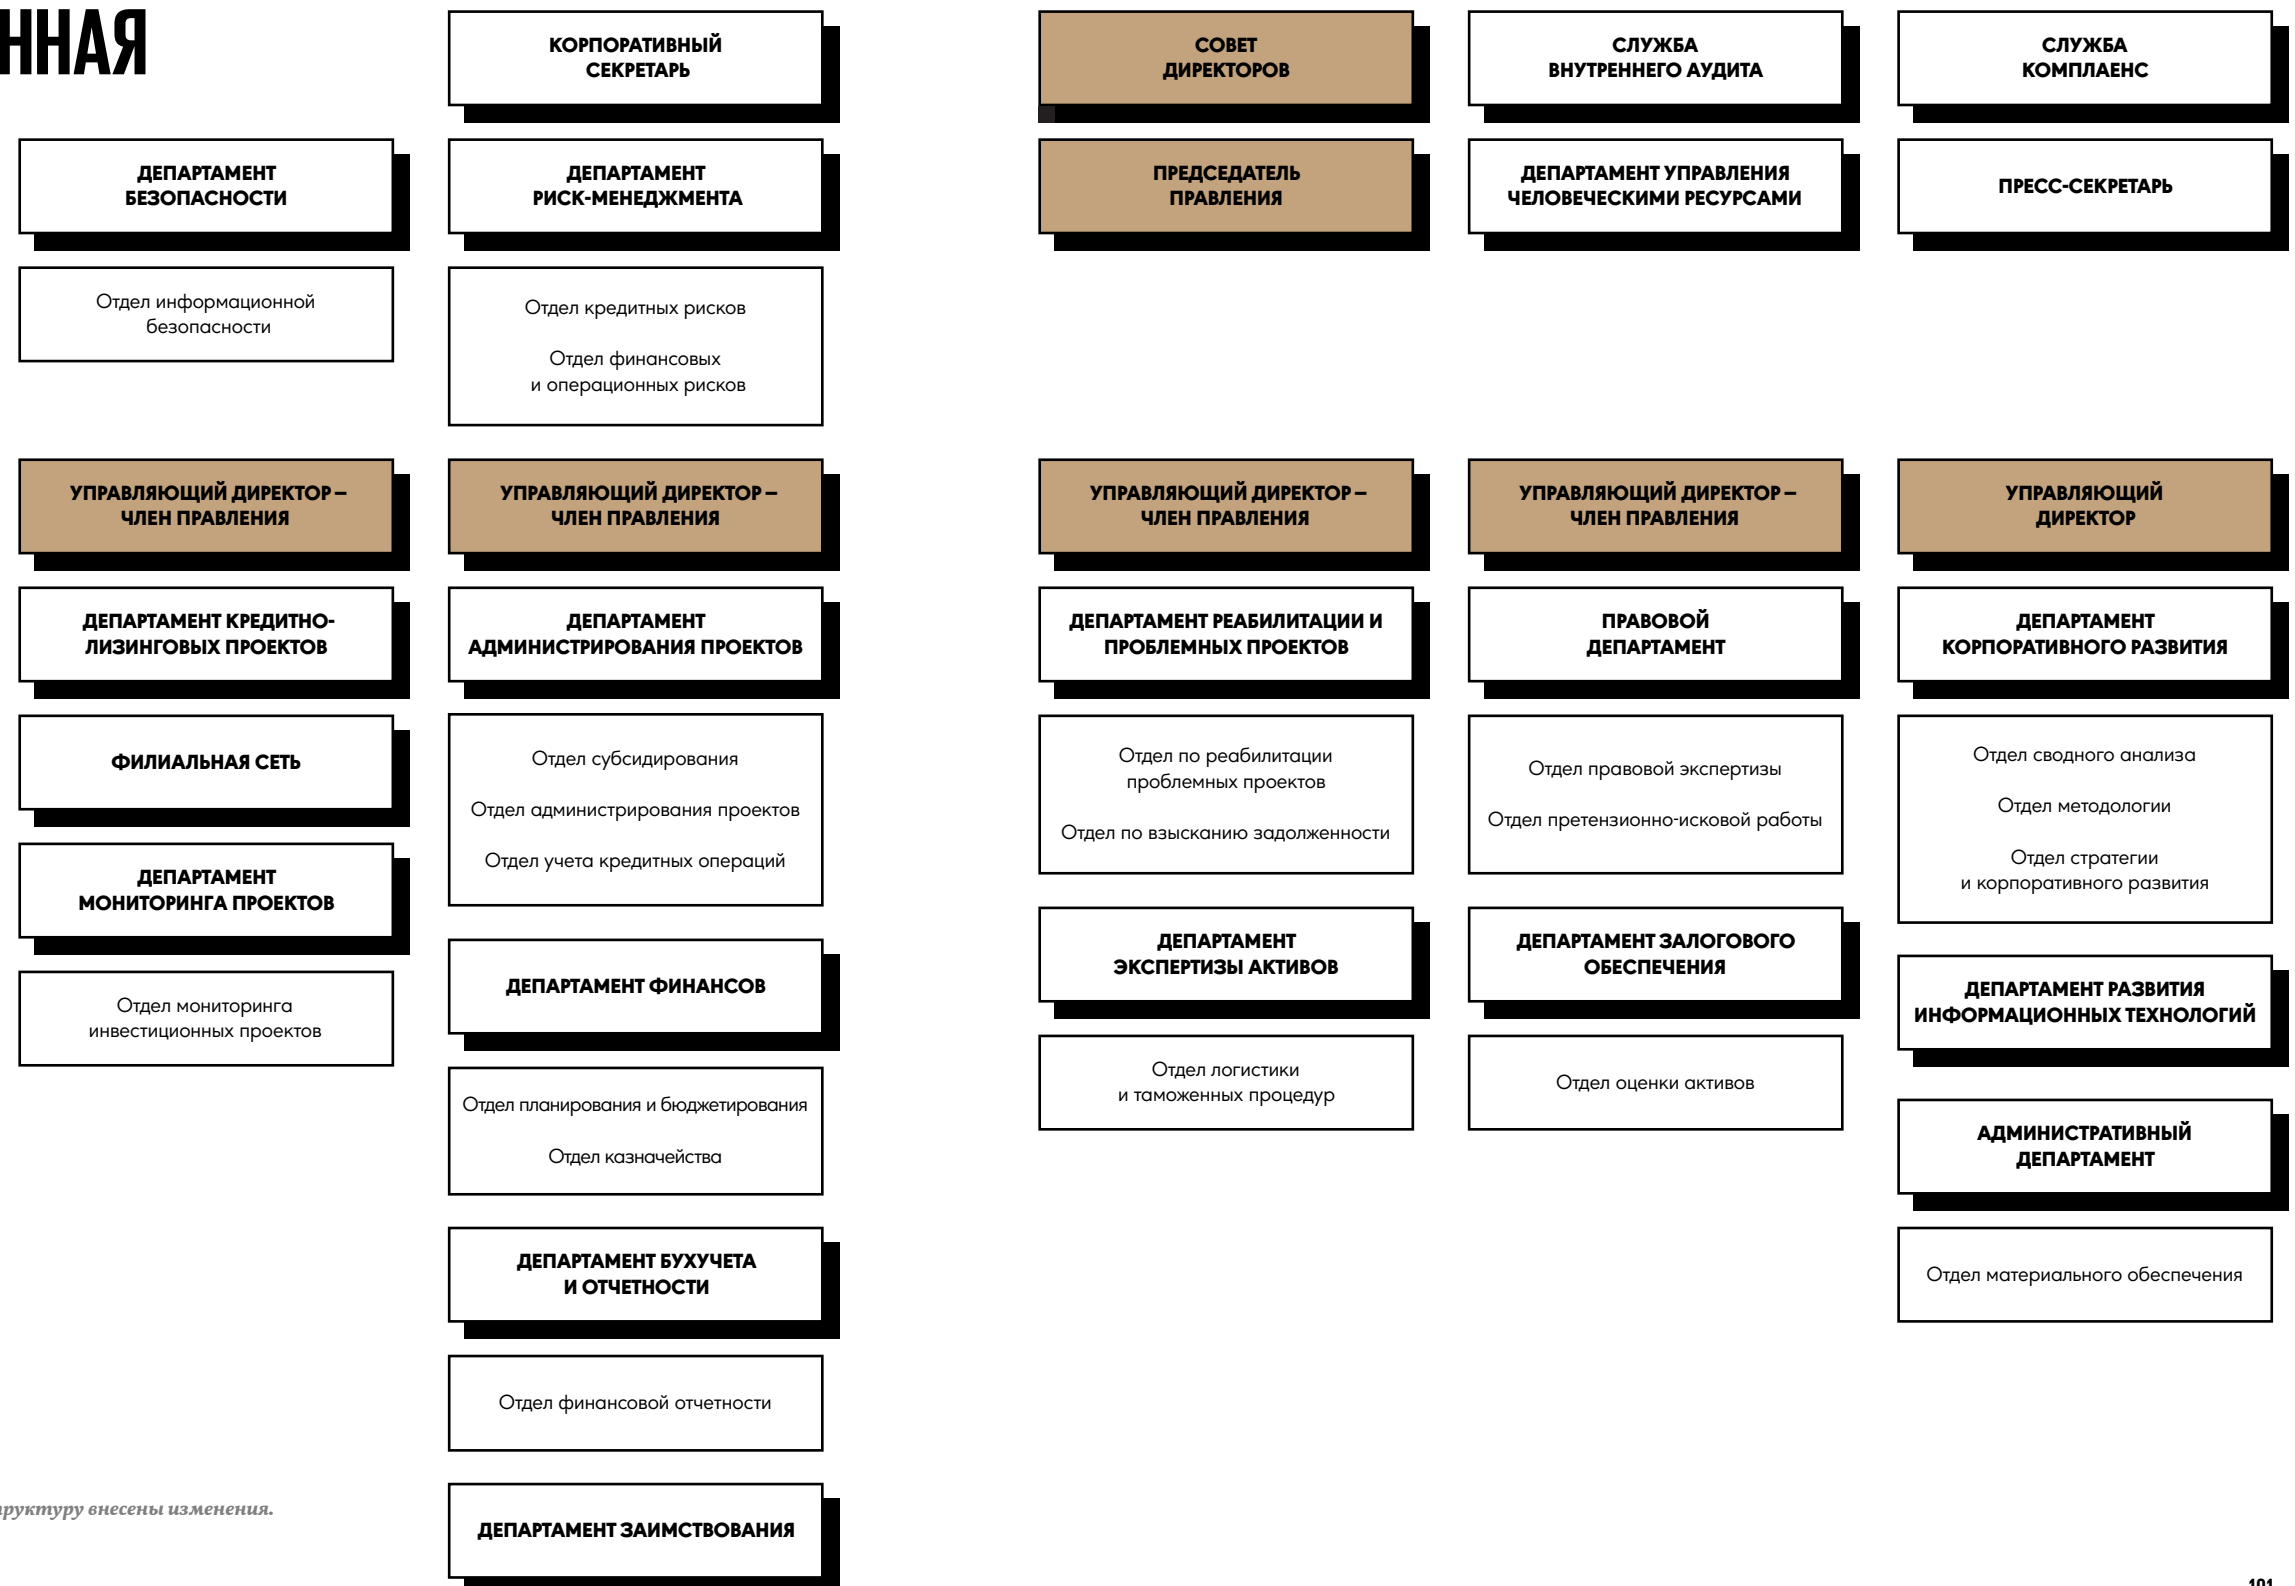 ННАЯ
КОРПОРАТИВНЫЙ
СЕКРЕТАРЬ
СОВЕТ
ДИРЕКТОРОВ
СЛУЖБА
ВНУТРЕННЕГО АУДИТА
СЛУЖБА
КОМПЛАЕНС
ДЕПАРТАМЕНТ
БЕЗОПАСНОСТИ
ДЕПАРТАМЕНТ
РИСК-МЕНЕДЖМЕНТА
ПРЕДСЕДАТЕЛЬ
ПРАВЛЕНИЯ
ДЕПАРТАМЕНТ УПРАВЛЕНИЯ
ЧЕЛОВЕЧЕСКИМИ РЕСУРСАМИ
ПРЕСС-СЕКРЕТАРЬ
Отдел информационной
безопасности
Отдел кредитных рисков
Отдел финансовых
и операционных рисков
УПРАВЛЯЮЩИЙ ДИРЕКТОР –
ЧЛЕН ПРАВЛЕНИЯ
ДЕПАРТАМЕНТ КРЕДИТНО-
ЛИЗИНГОВЫХ ПРОЕКТОВ
ФИЛИАЛЬНАЯ СЕТЬ
ДЕПАРТАМЕНТ
МОНИТОРИНГА ПРОЕКТОВ
Отдел мониторинга
инвестиционных проектов
УПРАВЛЯЮЩИЙ ДИРЕКТОР –
ЧЛЕН ПРАВЛЕНИЯ
ДЕПАРТАМЕНТ
АДМИНИСТРИРОВАНИЯ ПРОЕКТОВ
Отдел субсидирования
Отдел администрирования проектов
Отдел учета кредитных операций
ДЕПАРТАМЕНТ ФИНАНСОВ
Отдел планирования и бюджетирования
Отдел казначейства
ДЕПАРТАМЕНТ БУХУЧЕТА
И ОТЧЕТНОСТИ
Отдел финансовой отчетности
ДЕПАРТАМЕНТ ЗАИМСТВОВАНИЯ
УПРАВЛЯЮЩИЙ ДИРЕКТОР –
ЧЛЕН ПРАВЛЕНИЯ
ДЕПАРТАМЕНТ РЕАБИЛИТАЦИИ И
ПРОБЛЕМНЫХ ПРОЕКТОВ
Отдел по реабилитации
проблемных проектов
Отдел по взысканию задолженности
ДЕПАРТАМЕНТ
ЭКСПЕРТИЗЫ АКТИВОВ
Отдел логистики
и таможенных процедур
УПРАВЛЯЮЩИЙ ДИРЕКТОР –
ЧЛЕН ПРАВЛЕНИЯ
ПРАВОВОЙ
ДЕПАРТАМЕНТ
Отдел правовой экспертизы
Отдел претензионно-исковой работы
ДЕПАРТАМЕНТ ЗАЛОГОВОГО
ОБЕСПЕЧЕНИЯ
Отдел оценки активов
УПРАВЛЯЮЩИЙ
ДИРЕКТОР
ДЕПАРТАМЕНТ
КОРПОРАТИВНОГО РАЗВИТИЯ
Отдел сводного анализа
Отдел методологии
Отдел стратегии
и корпоративного развития
ДЕПАРТАМЕНТ РАЗВИТИЯ
ИНФОРМАЦИОННЫХ ТЕХНОЛОГИЙ
АДМИНИСТРАТИВНЫЙ
ДЕПАРТАМЕНТ
Отдел материального обеспечения
труктуру внесены изменения.